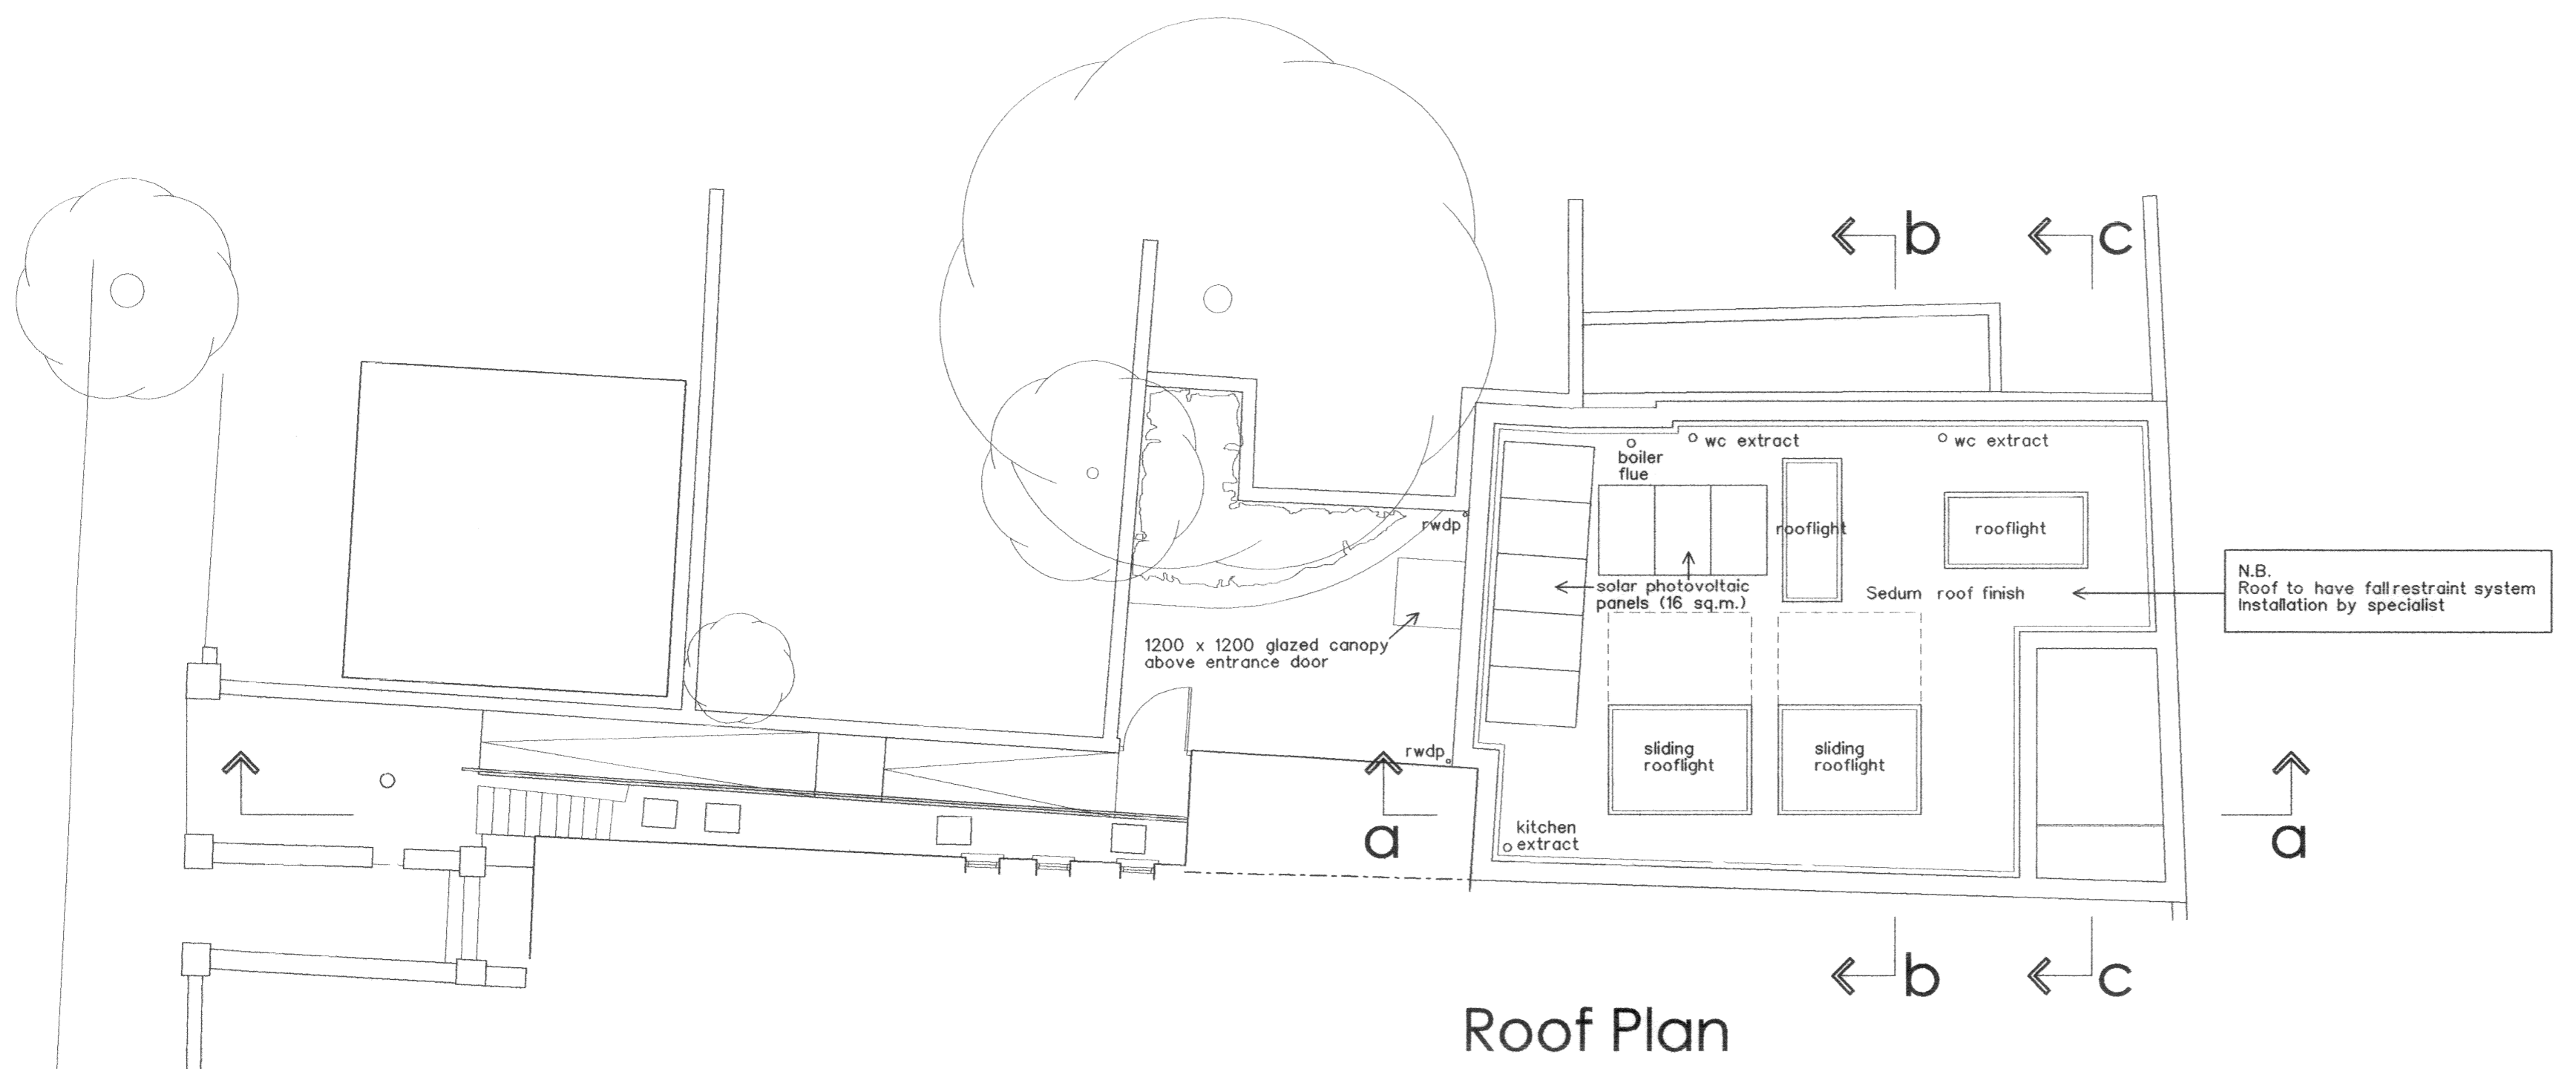 b
c
wc extract
wc extract
boiler
flue
rwdp
rooflight
rooflight
solar photovoltaic
panels (16 sq.m.)
Sedum roof finish
N.B.
Roof to have fall restraint system
Installation by specialist
1200 x 1200 glazed canopy
above entrance door
rwdp
sliding
rooflight
sliding
rooflight
a
a
kitchen
extract
b
c
Roof Plan